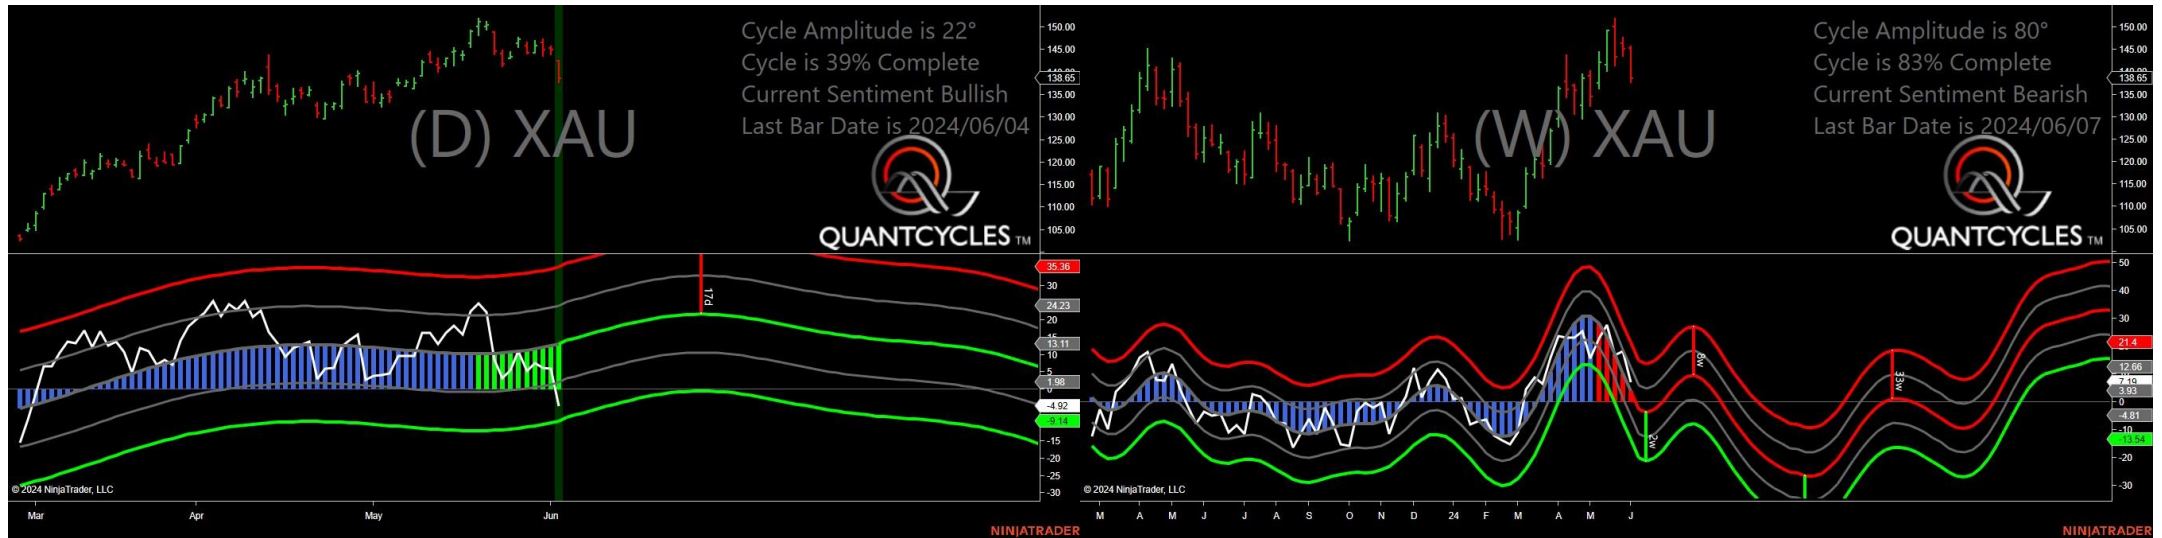 Cycle Amplitude is 22°
Cycle is 39% Complete
Current Sentiment Bullish
Last Bar Date is 2024/06/04
(D) XAU
QUANTCYCLES TM
150.00
145.00
138.65
135.00
130.00
125.00
120.00
115.00
110.00
105.00
35.36
30
24.23
20
15
13.11
10
5
1.98
-4.92
-9.14
-15
-20
-25
-30
17d
© 2024 NinjaTrader, LLC
Mar
Apr
May
Jun
NINJATRADER
Cycle Amplitude is 80°
Cycle is 83% Complete
Current Sentiment Bearish
Last Bar Date is 2024/06/07
(W) XAU
QUANTCYCLES TM
150.00
145.00
138.65
135.00
130.00
125.00
120.00
115.00
110.00
105.00
50
40
30
21.4
12.66
7.19
3.93
0
-4.81
-10
-13.54
-20
-30
2w
33w
© 2024 NinjaTrader, LLC
M A M J J A S O N D 24 F M A M J
NINJATRADER